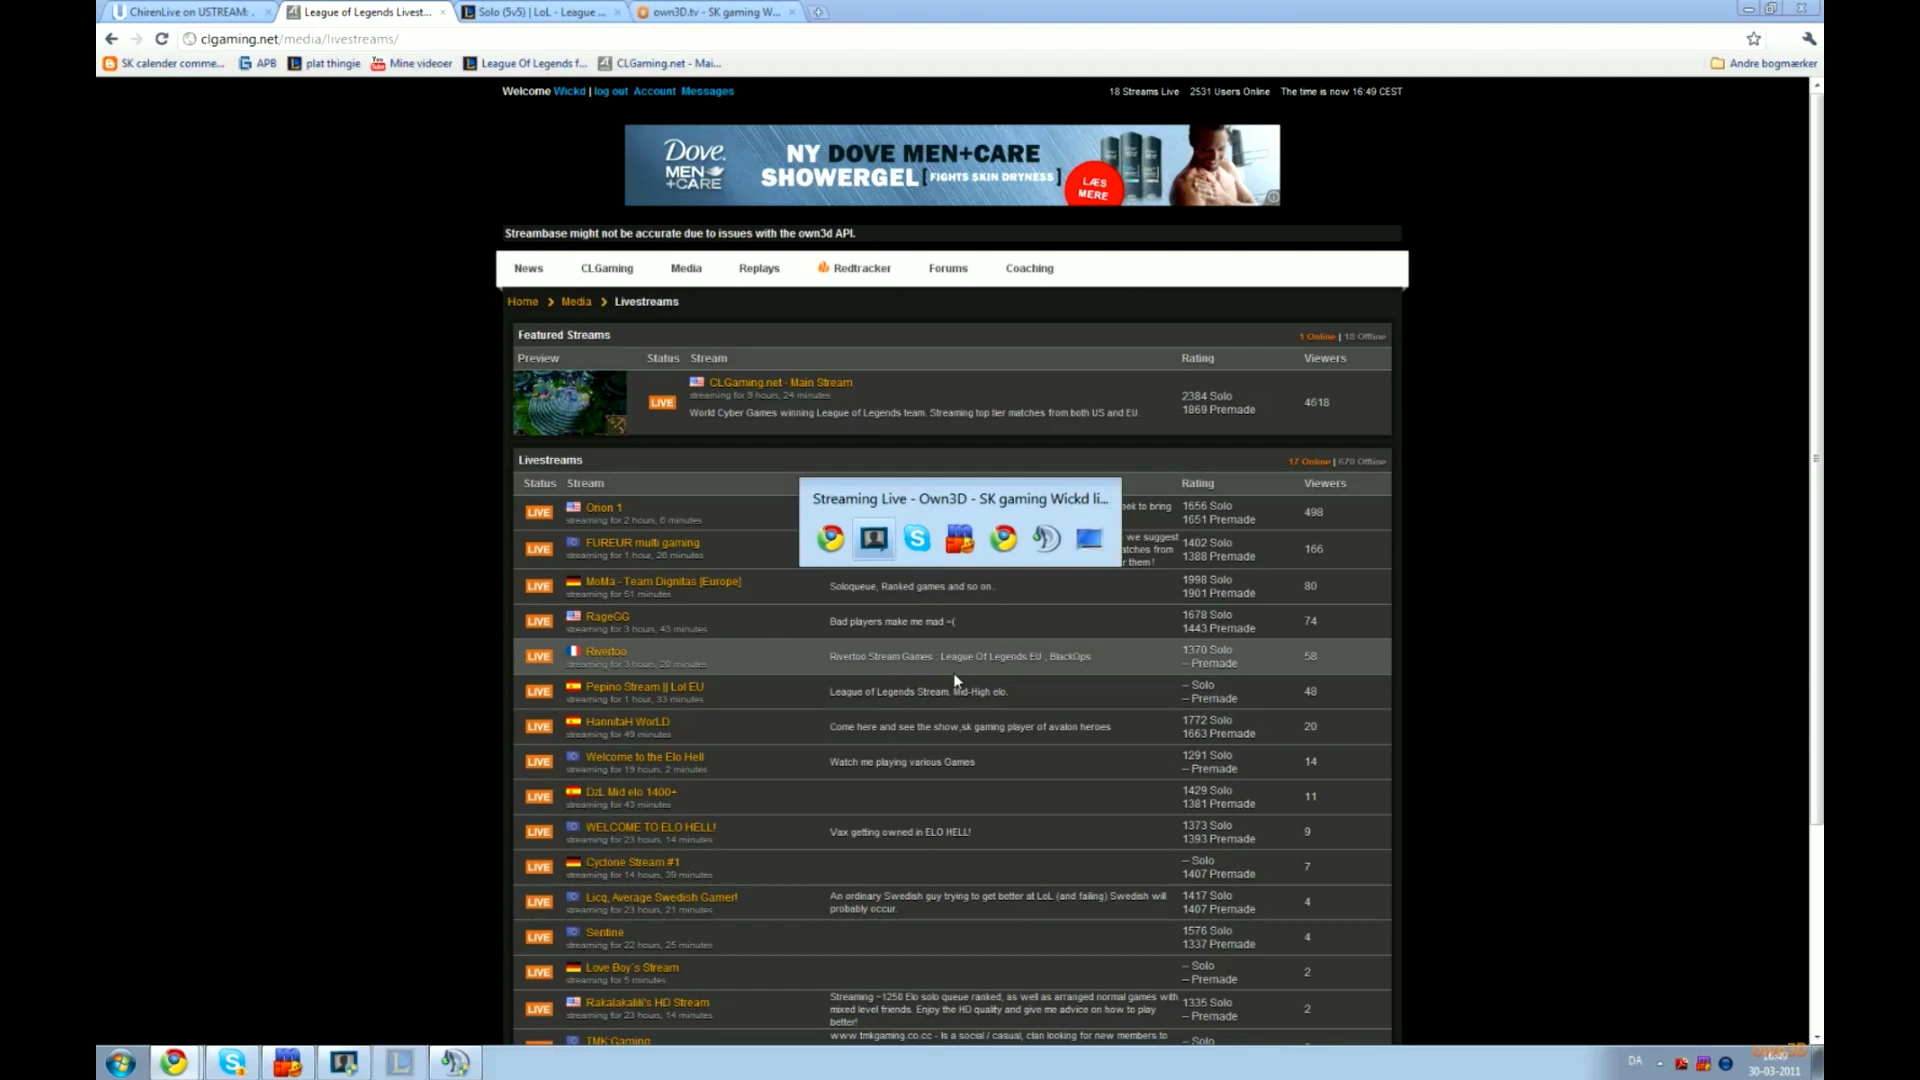 ChirenLive on USTREAM: .
League of Legends Livest...
Solo (5v5) | LoL - League ...
own3D.tv - SK gaming W...
clgaming.net/media/livestreams/
SK calender comme...
APB
plat thingie
Mine videoer
League Of Legends f...
CLGaming.net - Mai...
Andre bogmærker
Welcome Wickd | log out Account Messages
18 Streams Live 2531 Users Online The time is now 16:49 CEST
Dove
MEN
+CARE
NY DOVE MEN+CARE
SHOWERGEL [FIGHTS SKIN DRYNESS]
LÆS
MERE
Streambase might not be accurate due to issues with the own3d API.
News CLGaming Media Replays Redtracker Forums Coaching
Home > Media > Livestreams
Featured Streams
1 Online | 18 Offline
Preview Status Stream Rating Viewers
LIVE
CLGaming.net - Main Stream
streaming for 9 hours, 24 minutes
World Cyber Games winning League of Legends team. Streaming top tier matches from both US and EU.
2384 Solo
1869 Premade
4618
Livestreams
17 Online | 670 Offline
Status Stream Rating Viewers
Streaming Live - Own3D - SK gaming Wickd li...
LIVE
Orion 1
streaming for 2 hours, 6 minutes
eek to bring
1656 Solo
1651 Premade
498
LIVE
FUREUR multi gaming
streaming for 1 hour, 26 minutes
we suggest
atches from
r them!
1402 Solo
1388 Premade
166
LIVE
MoMa - Team Dignitas [Europe]
streaming for 51 minutes
Soloqueue, Ranked games and so on..
1998 Solo
1901 Premade
80
LIVE
RageGG
streaming for 3 hours, 43 minutes
Bad players make me mad =(
1678 Solo
1443 Premade
74
LIVE
Rivertoo
streaming for 3 hours, 20 minutes
Rivertoo Stream Games : League Of Legends EU , BlackOps
1370 Solo
-- Premade
58
LIVE
Pepino Stream || Lol EU
streaming for 1 hour, 33 minutes
League of Legends Stream. Mid-High elo.
-- Solo
-- Premade
48
LIVE
HannitaH WorLD
streaming for 49 minutes
Come here and see the show,sk gaming player of avalon heroes
1772 Solo
1663 Premade
20
LIVE
Welcome to the Elo Hell
streaming for 19 hours, 2 minutes
Watch me playing various Games
1291 Solo
-- Premade
14
LIVE
DzL Mid elo 1400+
streaming for 43 minutes
1429 Solo
1381 Premade
11
LIVE
WELCOME TO ELO HELL!
streaming for 23 hours, 14 minutes
Vax getting owned in ELO HELL!
1373 Solo
1393 Premade
9
LIVE
Cyclone Stream #1
streaming for 14 hours, 39 minutes
-- Solo
1407 Premade
7
LIVE
Licq, Average Swedish Gamer!
streaming for 23 hours, 21 minutes
An ordinary Swedish guy trying to get better at LoL (and failing) Swedish will
probably occur.
1417 Solo
1407 Premade
4
LIVE
Sentine
streaming for 22 hours, 25 minutes
1576 Solo
1337 Premade
4
LIVE
Love Boy's Stream
streaming for 5 minutes
-- Solo
-- Premade
2
LIVE
Rakalakalili's HD Stream
streaming for 23 hours, 14 minutes
Streaming ~1250 Elo solo queue ranked, as well as arranged normal games with
mixed level friends. Enjoy the HD quality and give me advice on how to play
better!
1335 Solo
-- Premade
2
TMK:Gaming
www.tmkgaming.co.cc - Is a social / casual, clan looking for new members to
-- Solo
DA
16:49
30-03-2011